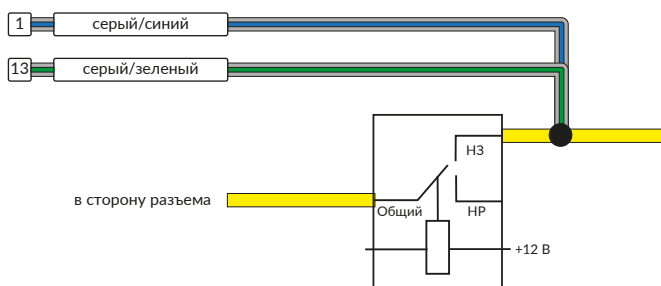 1 серый/синий
13 серый/зеленый
НЗ
в сторону разъема
Общий НР
+12 В